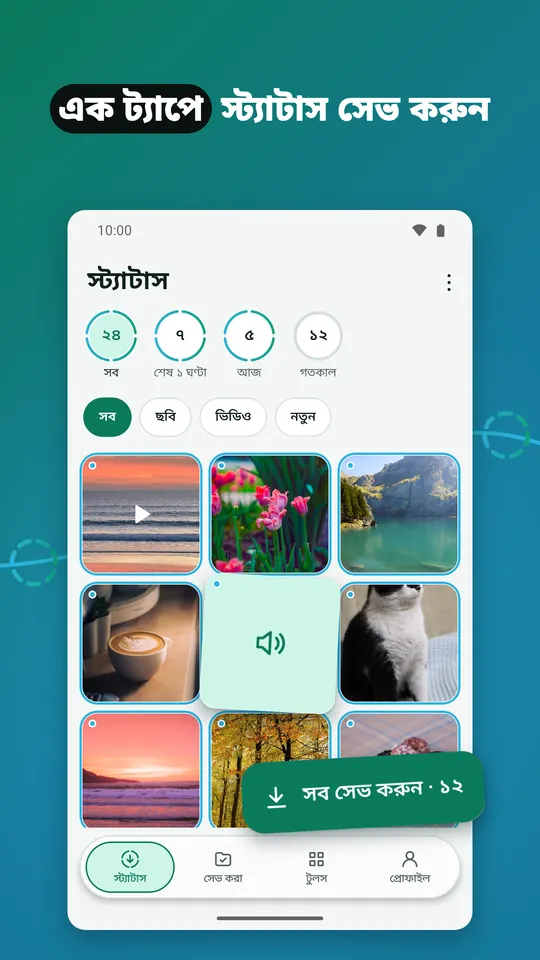 এক ট্যাপে স্ট্যাটাস সেভ করুন
10:00
স্ট্যাটাস
২৪ ৭ ৫ ১২
সব শেষ ১ ঘণ্টা আজ গতকাল
সব ছবি ভিডিও নতুন
সব সেভ করুন · ১২
স্ট্যাটাস সেভ করা টুলস প্রোফাইল